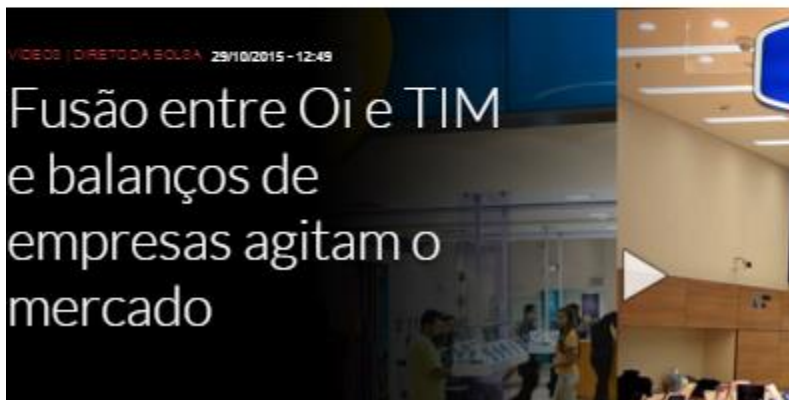 VÍDEOS | DIRETO DA BOLSA 29/10/2015 - 12:49
Fusão entre Oi e TIM
e balanços de
empresas agitam o
mercado